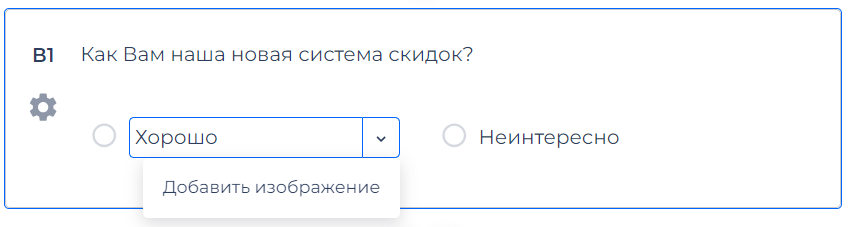 В1 Как Вам наша новая система скидок?
Хорошо Неинтересно
Добавить изображение